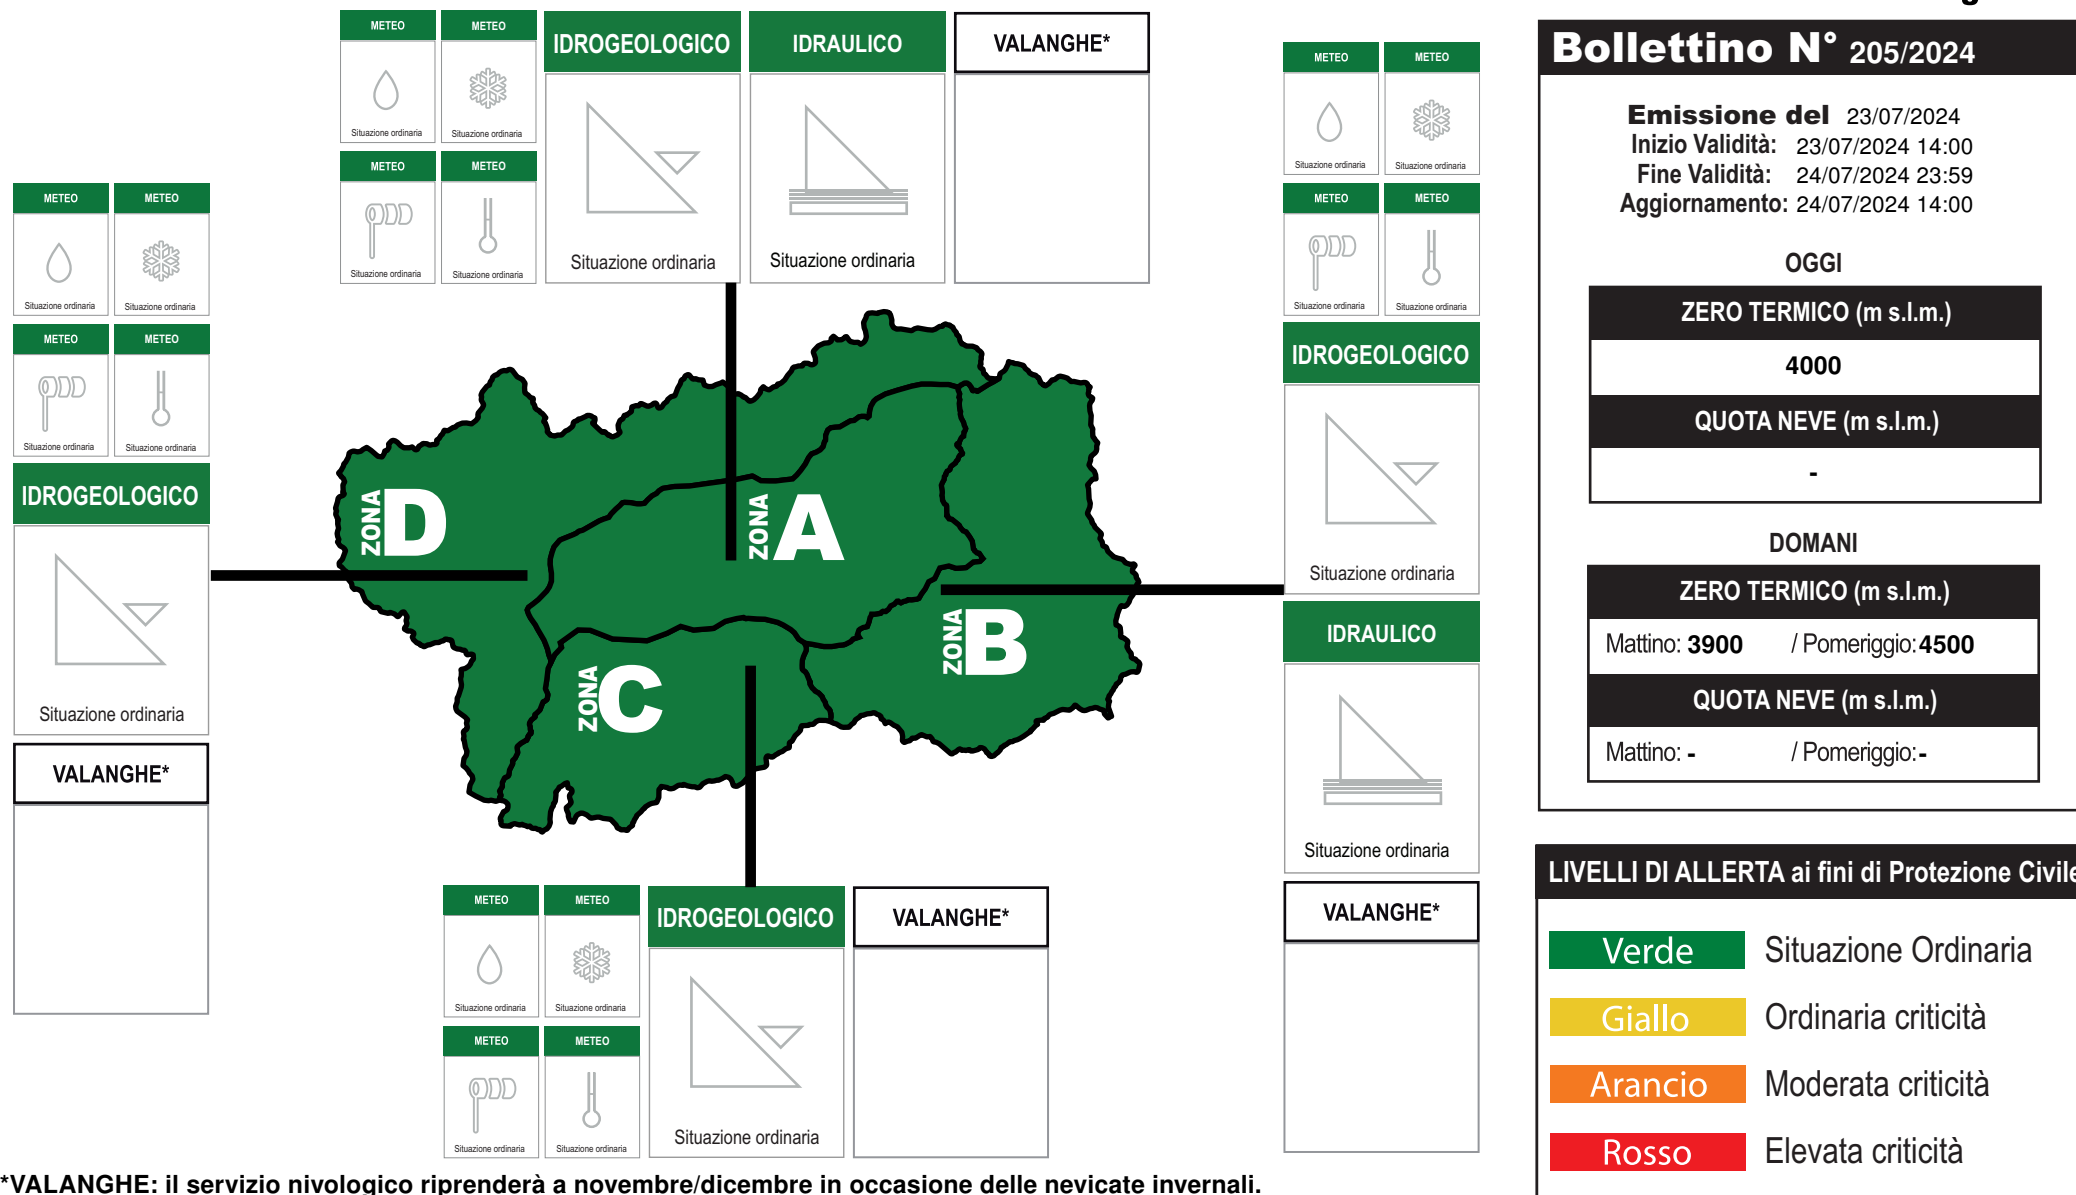 METEO METEO
Situazione ordinaria Situazione ordinaria
METEO METEO
Situazione ordinaria Situazione ordinaria
IDROGEOLOGICO
Situazione ordinaria
IDRAULICO
Situazione ordinaria
VALANGHE*
METEO METEO
Situazione ordinaria Situazione ordinaria
METEO METEO
Situazione ordinaria Situazione ordinaria
IDROGEOLOGICO
Situazione ordinaria
VALANGHE*
ZONA D
ZONA A
ZONA B
ZONA C
METEO METEO
Situazione ordinaria Situazione ordinaria
METEO METEO
Situazione ordinaria Situazione ordinaria
IDROGEOLOGICO
Situazione ordinaria
IDRAULICO
Situazione ordinaria
VALANGHE*
METEO METEO
Situazione ordinaria Situazione ordinaria
METEO METEO
Situazione ordinaria Situazione ordinaria
IDROGEOLOGICO
Situazione ordinaria
VALANGHE*
*VALANGHE: il servizio nivologico riprenderà a novembre/dicembre in occasione delle nevicate invernali.
Bollettino N° 205/2024
Emissione del 23/07/2024
Inizio Validità: 23/07/2024 14:00
Fine Validità: 24/07/2024 23:59
Aggiornamento: 24/07/2024 14:00
OGGI
ZERO TERMICO (m s.l.m.)
4000
QUOTA NEVE (m s.l.m.)
-
DOMANI
ZERO TERMICO (m s.l.m.)
Mattino: 3900 / Pomeriggio: 4500
QUOTA NEVE (m s.l.m.)
Mattino: - / Pomeriggio: -
LIVELLI DI ALLERTA ai fini di Protezione Civile
Verde Situazione Ordinaria
Giallo Ordinaria criticità
Arancio Moderata criticità
Rosso Elevata criticità